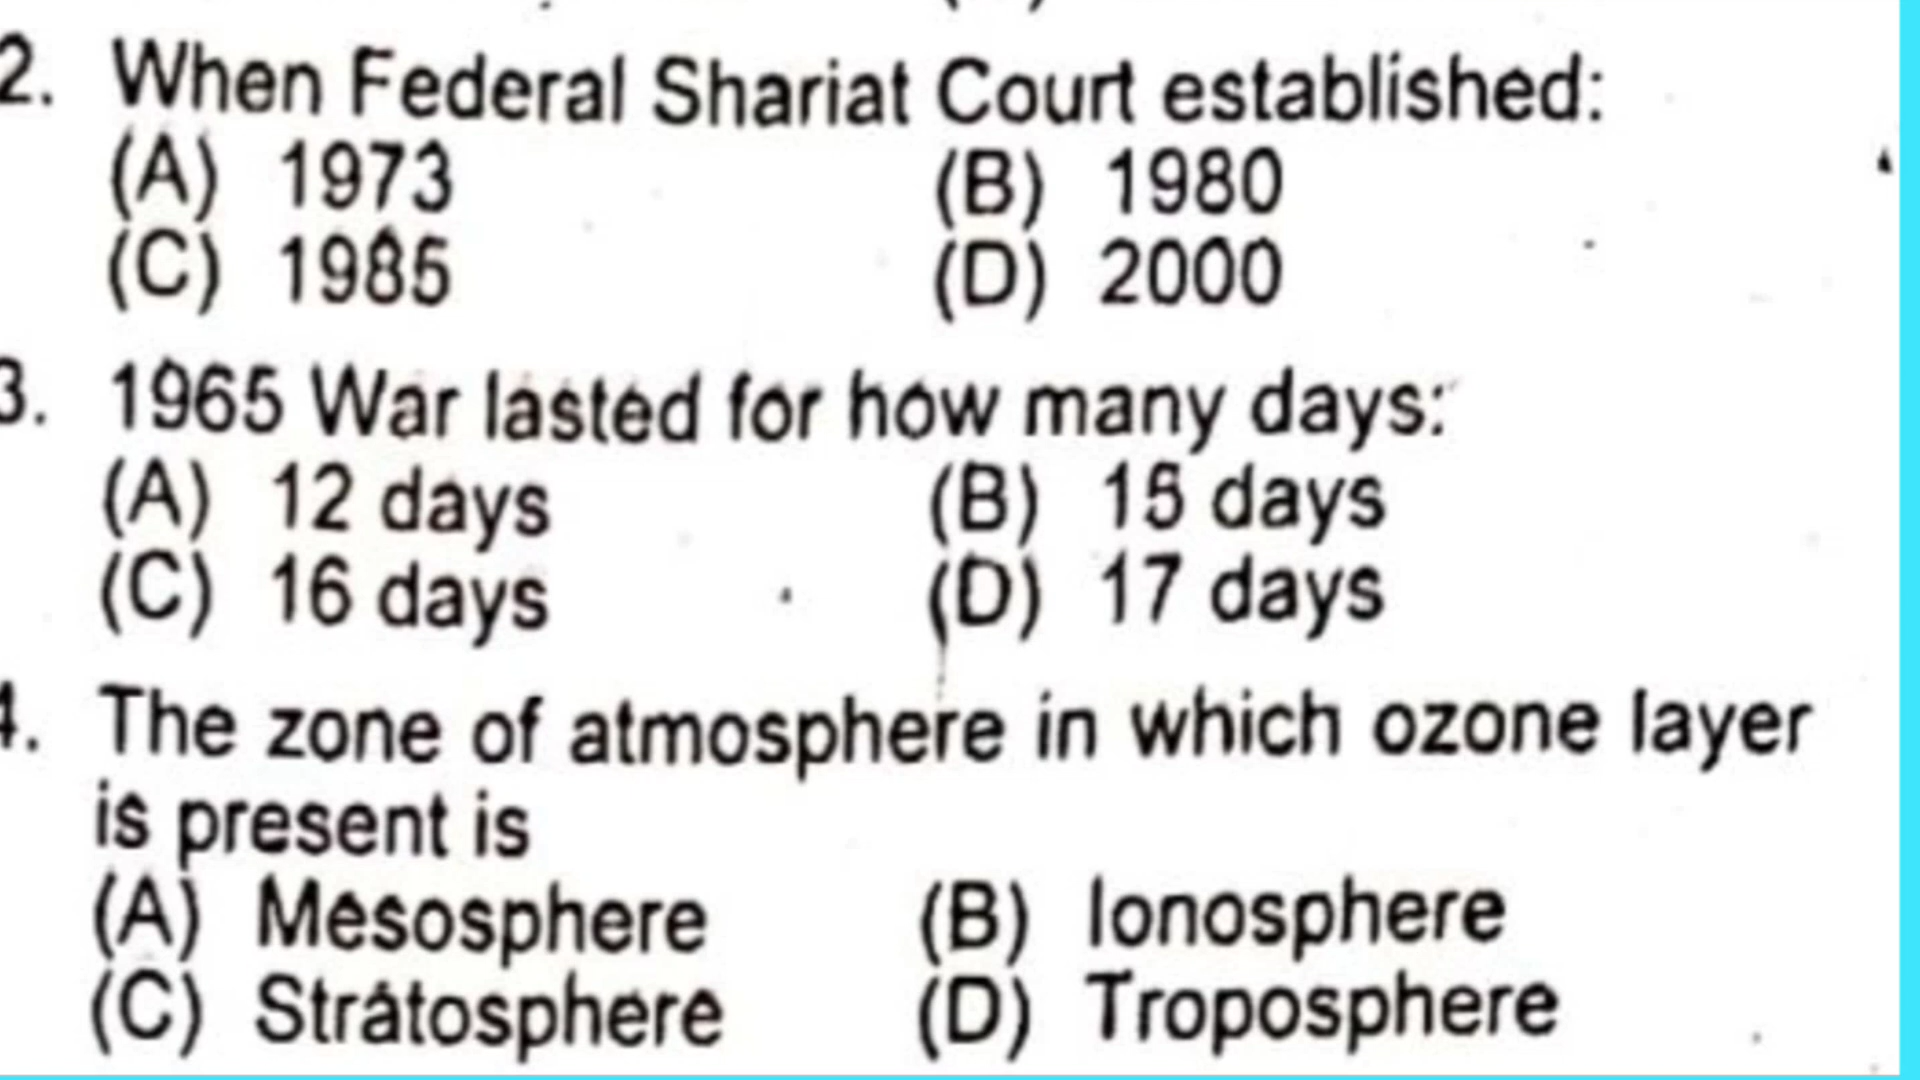 2. When Federal Shariat Court established:
(A) 1973 (B) 1980
(C) 1985 (D) 2000
3. 1965 War lasted for how many days:
(A) 12 days (B) 15 days
(C) 16 days (D) 17 days
4. The zone of atmosphere in which ozone layer
is present is
(A) Mesosphere (B) Ionosphere
(C) Stratosphere (D) Troposphere